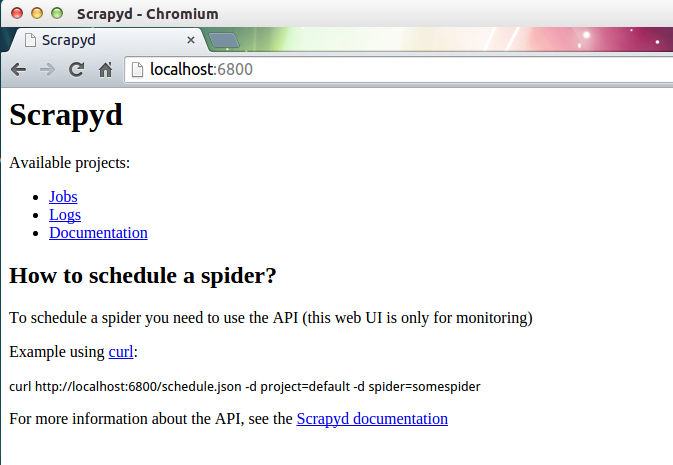 Scrapyd - Chromium
Scrapyd
localhost:6800
Scrapyd
Available projects:
Jobs
Logs
Documentation
How to schedule a spider?
To schedule a spider you need to use the API (this web UI is only for monitoring)
Example using curl:
curl http://localhost:6800/schedule.json -d project=default -d spider=somespider
For more information about the API, see the Scrapyd documentation